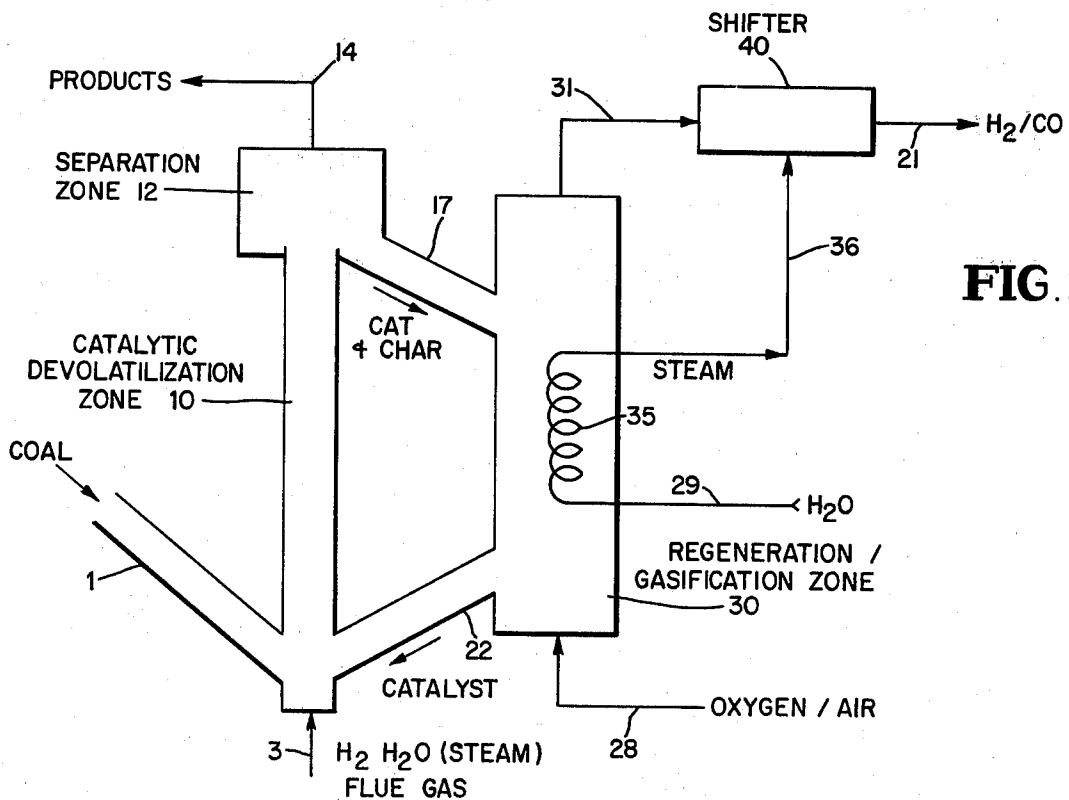 SHIFTER
40
14
PRODUCTS
31
H2/CO
21
SEPARATION
ZONE 12
17
36
FIG.
CAT
& CHAR
CATALYTIC
DEVOLATILIZATION
ZONE 10
STEAM
35
COAL
29
H2O
REGENERATION /
GASIFICATION ZONE
30
1
22
CATALYST
OXYGEN / AIR
28
3
H2 H2O (STEAM)
FLUE GAS